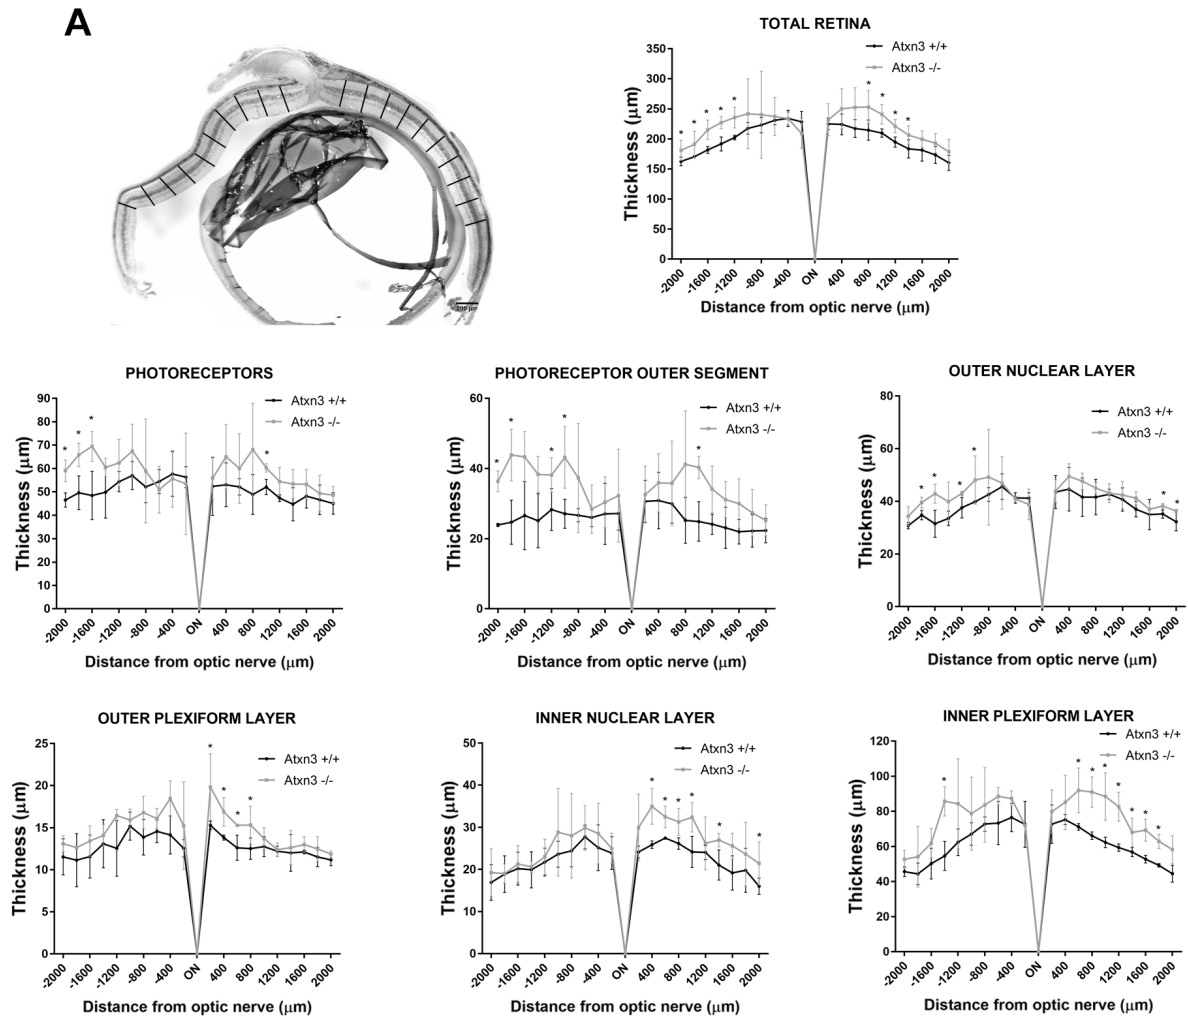 A
200 µm
TOTAL RETINA
Atxn3 +/+
Atxn3 -/-
Thickness (µm)
350
300
250
200
150
100
50
0
* * * * * * * * *
-2000 -1600 -1200 -800 -400 ON 400 800 1200 1600 2000
Distance from optic nerve (µm)
PHOTORECEPTORS
Atxn3 +/+
Atxn3 -/-
Thickness (µm)
90
80
70
60
50
40
30
20
10
0
* * * *
-2000 -1600 -1200 -800 -400 ON 400 800 1200 1600 2000
Distance from optic nerve (µm)
PHOTORECEPTOR OUTER SEGMENT
Atxn3 +/+
Atxn3 -/-
Thickness (µm)
60
40
20
0
* * * * *
-2000 -1600 -1200 -800 -400 ON 400 800 1200 1600 2000
Distance from optic nerve (µm)
OUTER NUCLEAR LAYER
Atxn3 +/+
Atxn3 -/-
Thickness (µm)
80
60
40
20
0
* * * * * *
-2000 -1600 -1200 -800 -400 ON 400 800 1200 1600 2000
Distance from optic nerve (µm)
OUTER PLEXIFORM LAYER
Atxn3 +/+
Atxn3 -/-
Thickness (µm)
25
20
15
10
5
0
* * * *
-2000 -1600 -1200 -800 -400 ON 400 800 1200 1600 2000
Distance from optic nerve (µm)
INNER NUCLEAR LAYER
Atxn3 +/+
Atxn3 -/-
Thickness (µm)
50
40
30
20
10
0
* * * * * *
-2000 -1600 -1200 -800 -400 ON 400 800 1200 1600 2000
Distance from optic nerve (µm)
INNER PLEXIFORM LAYER
Atxn3 +/+
Atxn3 -/-
Thickness (µm)
120
100
80
60
40
20
0
* * * * * * * *
-2000 -1600 -1200 -800 -400 ON 400 800 1200 1600 2000
Distance from optic nerve (µm)